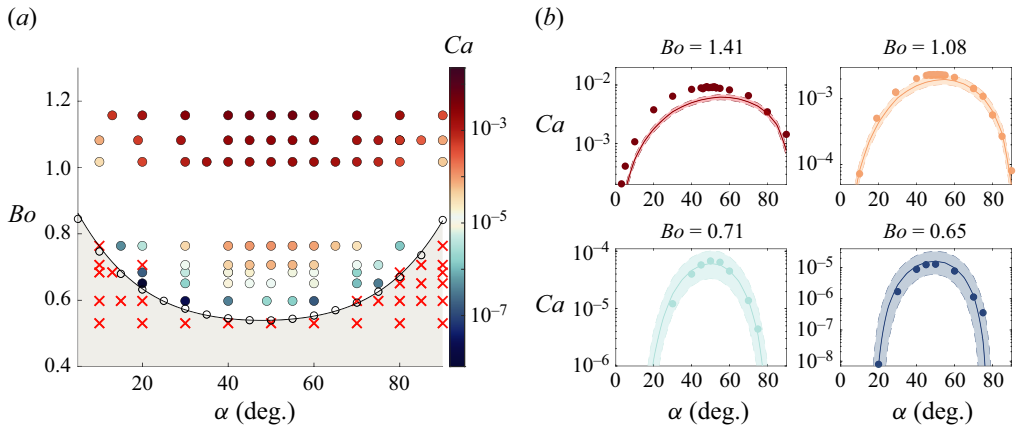 (a)
Ca
1.2
1.0
Bo
0.8
0.6
0.4
20
40
60
80
α (deg.)
10⁻³
10⁻⁵
10⁻⁷
(b)
Bo = 1.41
Ca
10⁻²
10⁻³
0 20 40 60 80
Bo = 1.08
10⁻³
10⁻⁴
0 20 40 60 80
Bo = 0.71
Ca
10⁻⁴
10⁻⁵
10⁻⁶
0 20 40 60 80
α (deg.)
Bo = 0.65
10⁻⁵
10⁻⁶
10⁻⁷
10⁻⁸
0 20 40 60 80
α (deg.)